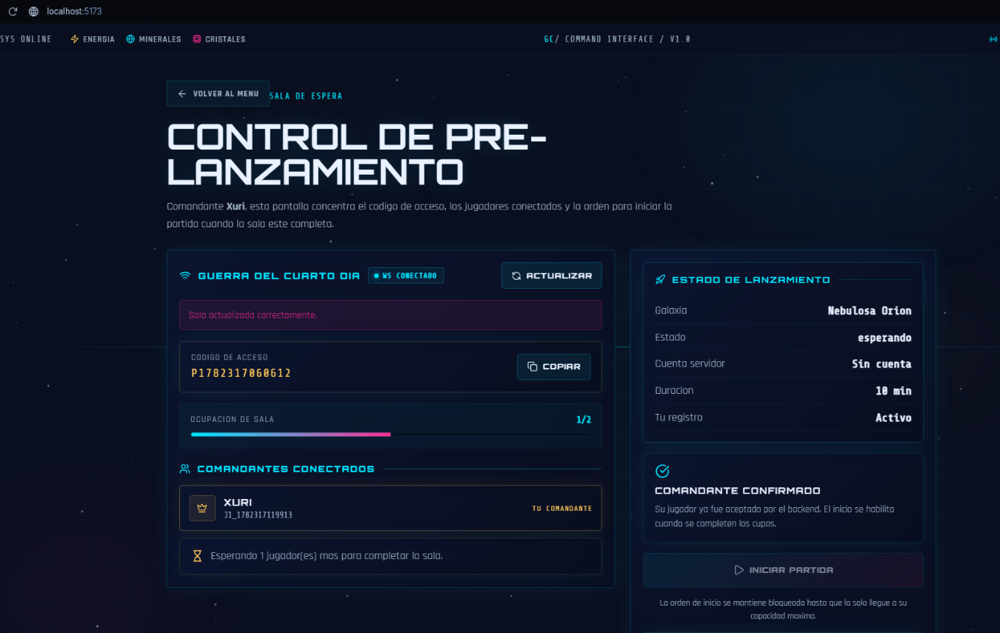 localhost:5173
SYS ONLINE
ENERGIA
MINERALES
CRISTALES
GC/ COMMAND INTERFACE / V1.0
VOLVER AL MENU
SALA DE ESPERA
CONTROL DE PRE-
LANZAMIENTO
Comandante Xuri, esta pantalla concentra el codigo de acceso, los jugadores conectados y la orden para iniciar la
partida cuando la sala este completa.
GUERRA DEL CUARTO DIA
WS CONECTADO
ACTUALIZAR
Sala actualizada correctamente.
CODIGO DE ACCESO
P1782317060612
COPIAR
OCUPACION DE SALA
1/2
COMANDANTES CONECTADOS
XURI
J1_1782317119913
TU COMANDANTE
Esperando 1 jugador(es) mas para completar la sala.
ESTADO DE LANZAMIENTO
Galaxia
Nebulosa Orion
Estado
esperando
Cuenta servidor
Sin cuenta
Duracion
10 min
Tu registro
Activo
COMANDANTE CONFIRMADO
Su jugador ya fue aceptado por el backend. El inicio se habilita
cuando se completen los cupos.
INICIAR PARTIDA
La orden de inicio se mantiene bloqueada hasta que la sala llegue a su
capacidad maxima.